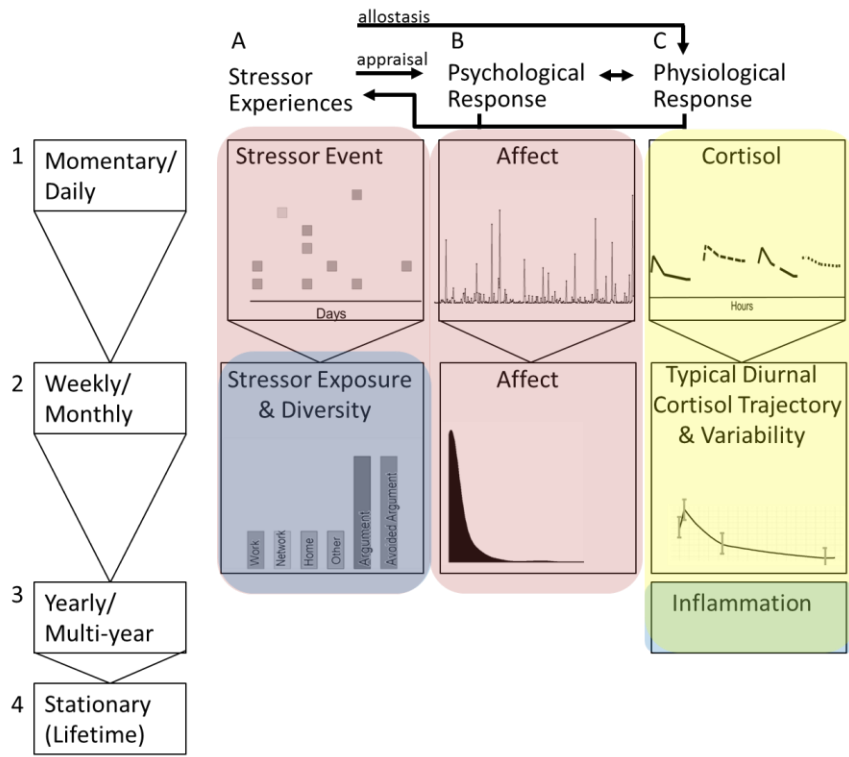 allostasis
A
B
C
appraisal
Stressor
Experiences
Psychological
Response
Physiological
Response
1
Momentary/
Daily
Stressor Event
Days
Affect
Cortisol
Hours
2
Weekly/
Monthly
Stressor Exposure
& Diversity
Work
Network
Home
Other
Argument
Avoided Argument
Affect
Typical Diurnal
Cortisol Trajectory
& Variability
3
Yearly/
Multi-year
Inflammation
4
Stationary
(Lifetime)